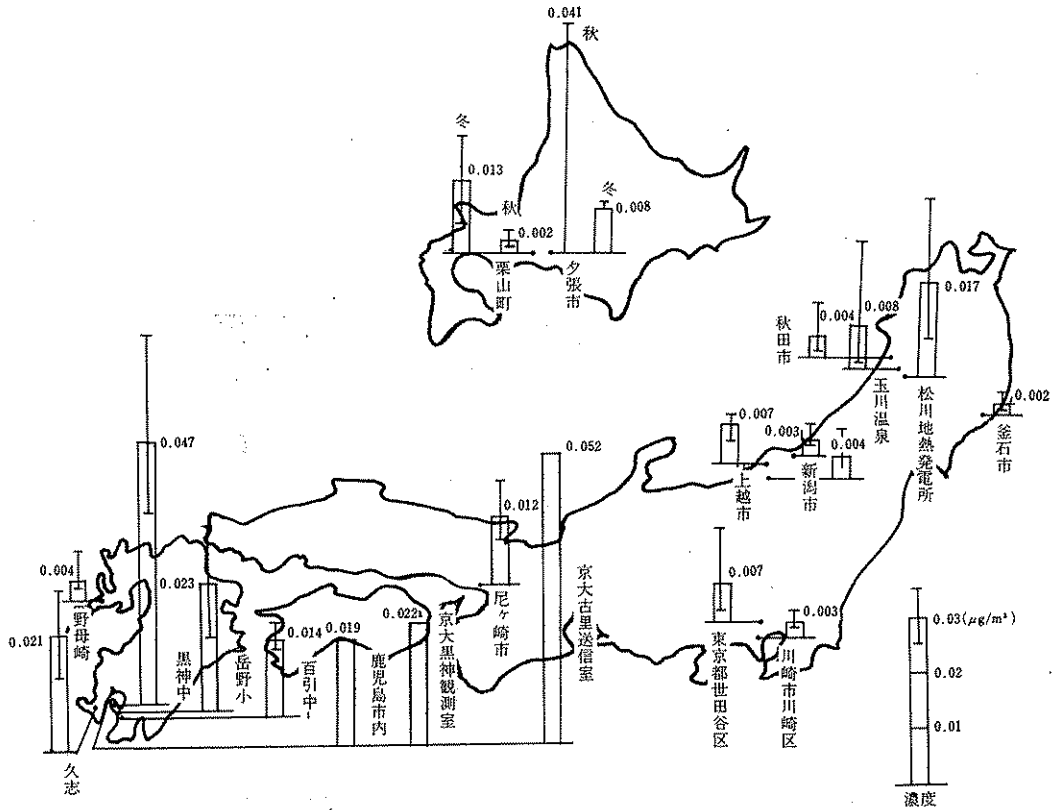 0.041
秋
冬
0.013
秋
0.002
冬
0.008
栗山町
夕張市
0.017
0.008
0.004
秋田市
玉川温泉
松川地熱発電所
0.002
釜石市
0.007
0.003
0.004
上越市
新潟市
0.047
0.052
0.012
0.004
0.023
0.021
0.014
0.019
0.022
野母崎
黒神中
岳野小
百引中
鹿児島市内
京大黒神観測室
尼ヶ崎市
京大古里送信室
久志
0.007
0.003
東京都世田谷区
川崎市川崎区
0.03(μg/m³)
0.02
0.01
濃度